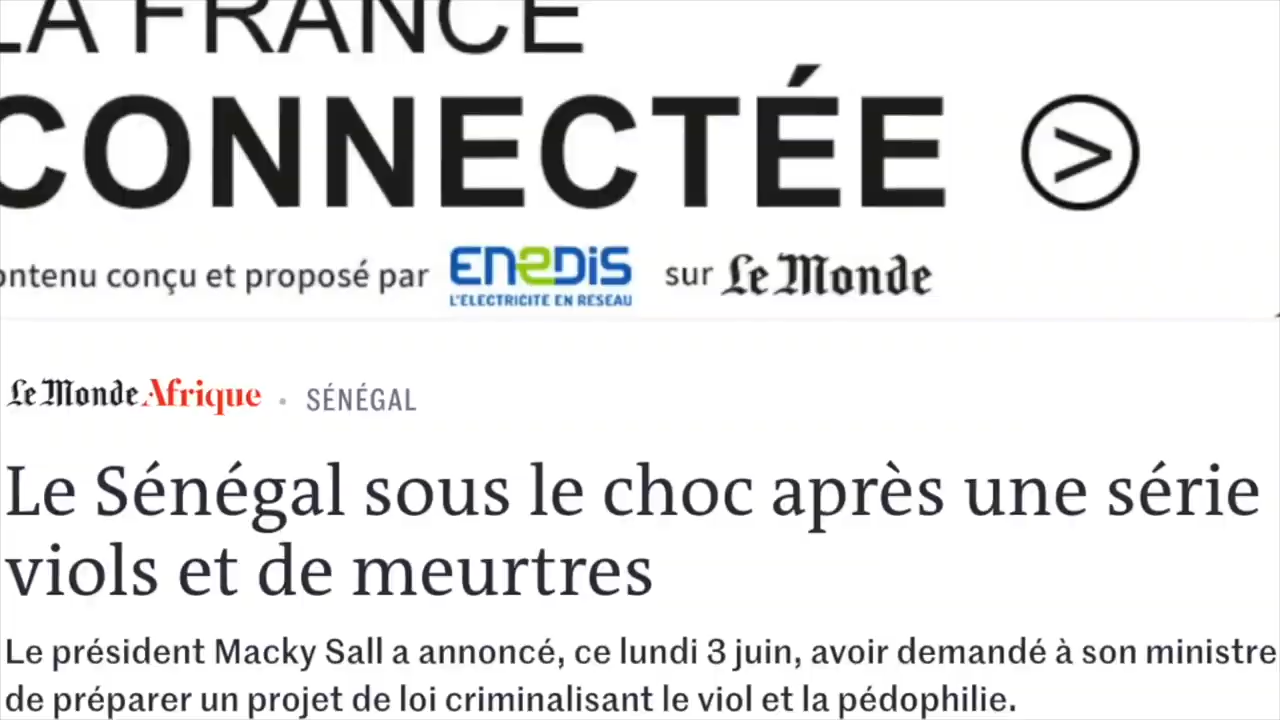 LA FRANCE
CONNECTÉE >
contenu conçu et proposé par enedis L'ELECTRICITE EN RESEAU sur Le Monde
Le Monde Afrique · SÉNÉGAL
Le Sénégal sous le choc après une série
viols et de meurtres
Le président Macky Sall a annoncé, ce lundi 3 juin, avoir demandé à son ministre
de préparer un projet de loi criminalisant le viol et la pédophilie.